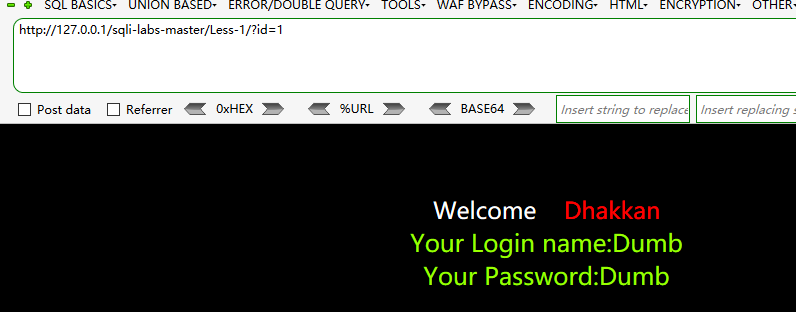 SQL BASICS UNION BASED ERROR/DOUBLE QUERY TOOLS WAF BYPASS ENCODING HTML ENCRYPTION OTHER
http://127.0.0.1/sqli-labs-master/Less-1/?id=1
Post data Referrer 0xHEX %URL BASE64 Insert string to replace Insert replacing s
Welcome Dhakkan
Your Login name:Dumb
Your Password:Dumb